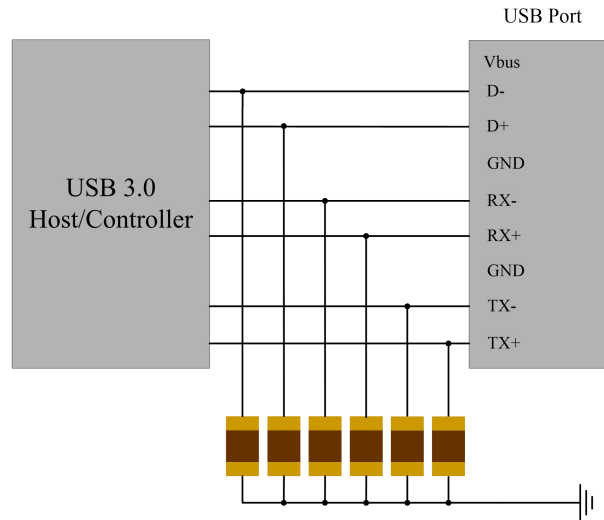 USB Port
Vbus
D-
D+
GND
USB 3.0
Host/Controller
RX-
RX+
GND
TX-
TX+